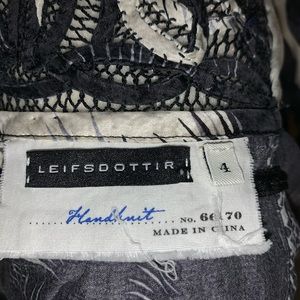 LEIFSDOTTIR
4
Handknit
No. 66170
MADE IN CHINA